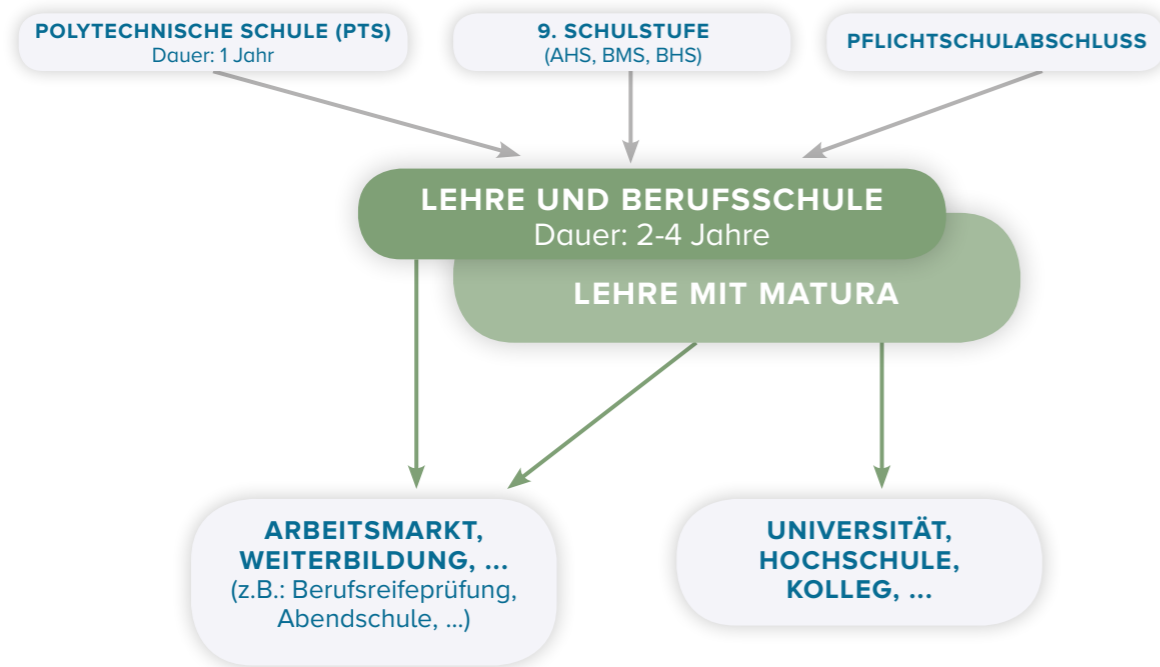 POLYTECHNISCHE SCHULE (PTS)
Dauer: 1 Jahr
9. SCHULSTUFE
(AHS, BMS, BHS)
PFLICHTSCHULABSCHLUSS
LEHRE UND BERUFSSCHULE
Dauer: 2-4 Jahre
LEHRE MIT MATURA
ARBEITSMARKT,
WEITERBILDUNG, ...
(z.B.: Berufsreifeprüfung,
Abendschule, ...)
UNIVERSITÄT,
HOCHSCHULE,
KOLLEG, ...